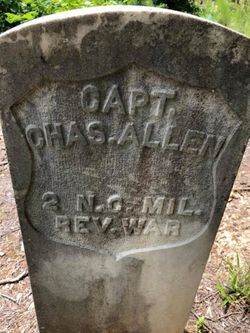 CAPT.
CHAS. ALLEN
2 N.C. MIL.
REV. WAR